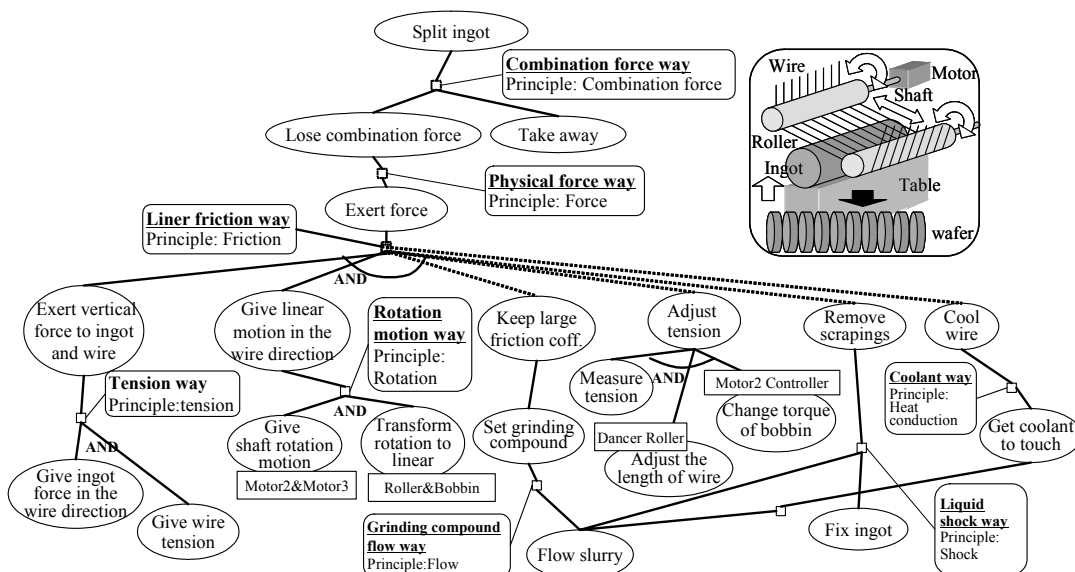 Split ingot
Combination force way
Principle: Combination force
Lose combination force
Take away
Physical force way
Principle: Force
Exert force
Liner friction way
Principle: Friction
Wire
Motor
Shaft
Roller
Ingot
Table
wafer
AND
Exert vertical
force to ingot
and wire
Give linear
motion in the
wire direction
Rotation
motion way
Principle:
Rotation
Keep large
friction coff.
Adjust
tension
Remove
scrapings
Cool
wire
Tension way
Principle:tension
AND
Measure
tension
AND
Motor2 Controller
Change torque
of bobbin
Coolant way
Principle:
Heat
conduction
AND
Give
shaft rotation
motion
Motor2&Motor3
Transform
rotation to
linear
Roller&Bobbin
Set grinding
compound
Dancer Roller
Adjust the
length of wire
Get coolant
to touch
Give ingot
force in the
wire direction
Give wire
tension
Grinding compound
flow way
Principle:Flow
Flow slurry
Fix ingot
Liquid
shock way
Principle:
Shock